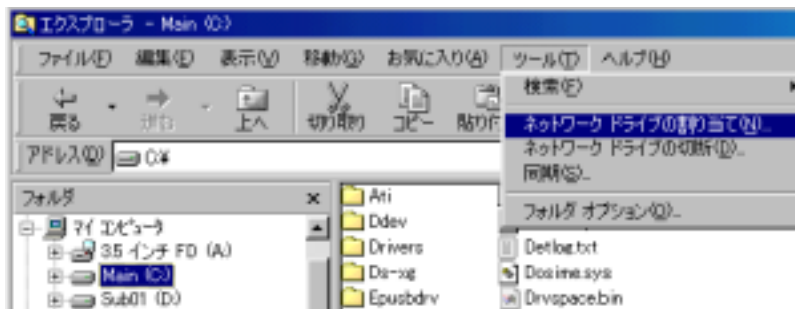 エクスプローラ - Main (C:)
ファイル(F) 編集(E) 表示(V) 移動(G) お気に入り(A) ツール(T) ヘルプ(H)
戻る 進む 上へ 切り取り コピー 貼り付
検索(F)
ネットワーク ドライブの割り当て(N)...
ネットワーク ドライブの切断(D)...
同期(S)...
フォルダ オプション(O)...
アドレス(D) C:¥
フォルダ ×
マイ コンピュータ
3.5 インチ FD (A:)
Main (C:)
Sub01 (D:)
Ati
Ddev
Drivers
Ds-xg
Epusbdrv
Detlog.txt
Dosime.sys
Drvspace.bin